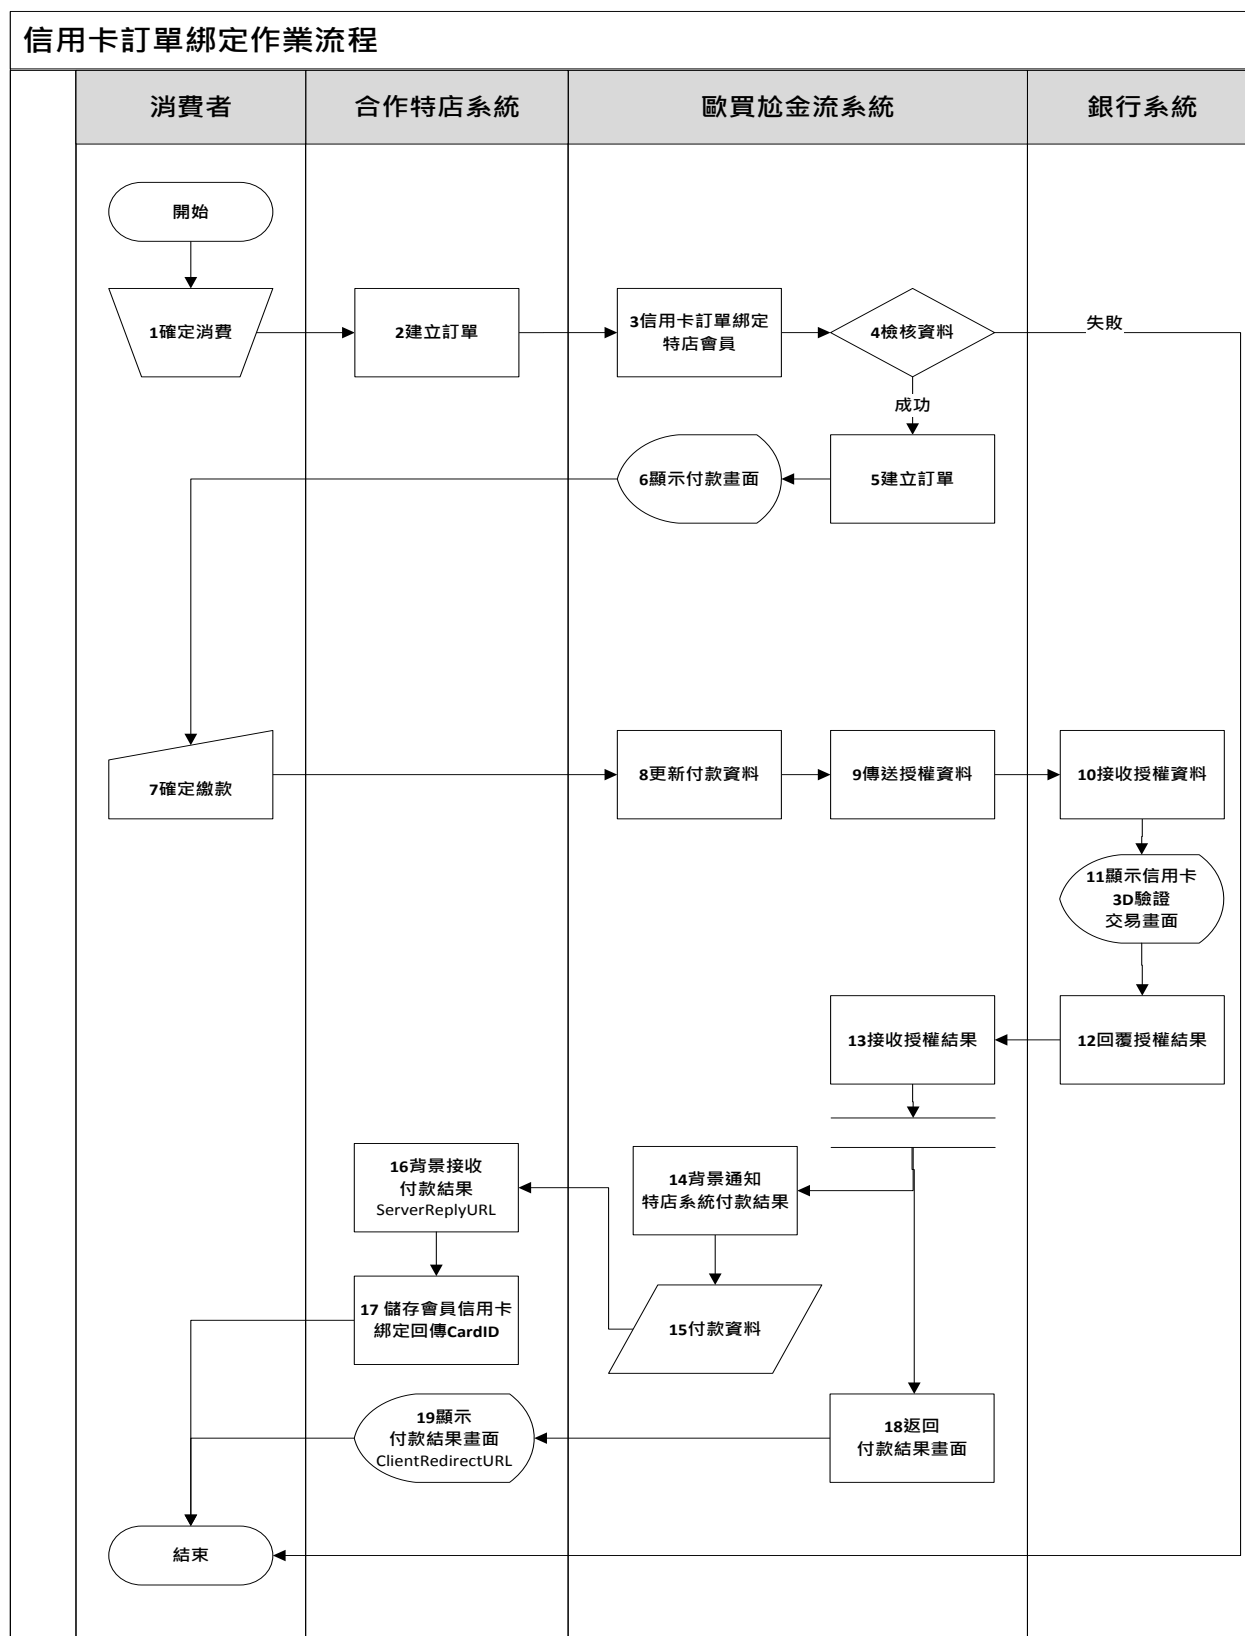 信用卡訂單綁定作業流程
消費者
合作特店系統
歐買尬金流系統
銀行系統
開始
1確定消費
2建立訂單
3信用卡訂單綁定
特店會員
4檢核資料
失敗
成功
6顯示付款畫面
5建立訂單
7確定繳款
8更新付款資料
9傳送授權資料
10接收授權資料
11顯示信用卡
3D驗證
交易畫面
13接收授權結果
12回覆授權結果
16背景接收
付款結果
ServerReplyURL
14背景通知
特店系統付款結果
17 儲存會員信用卡
綁定回傳CardID
15付款資料
19顯示
付款結果畫面
ClientRedirectURL
18返回
付款結果畫面
結束